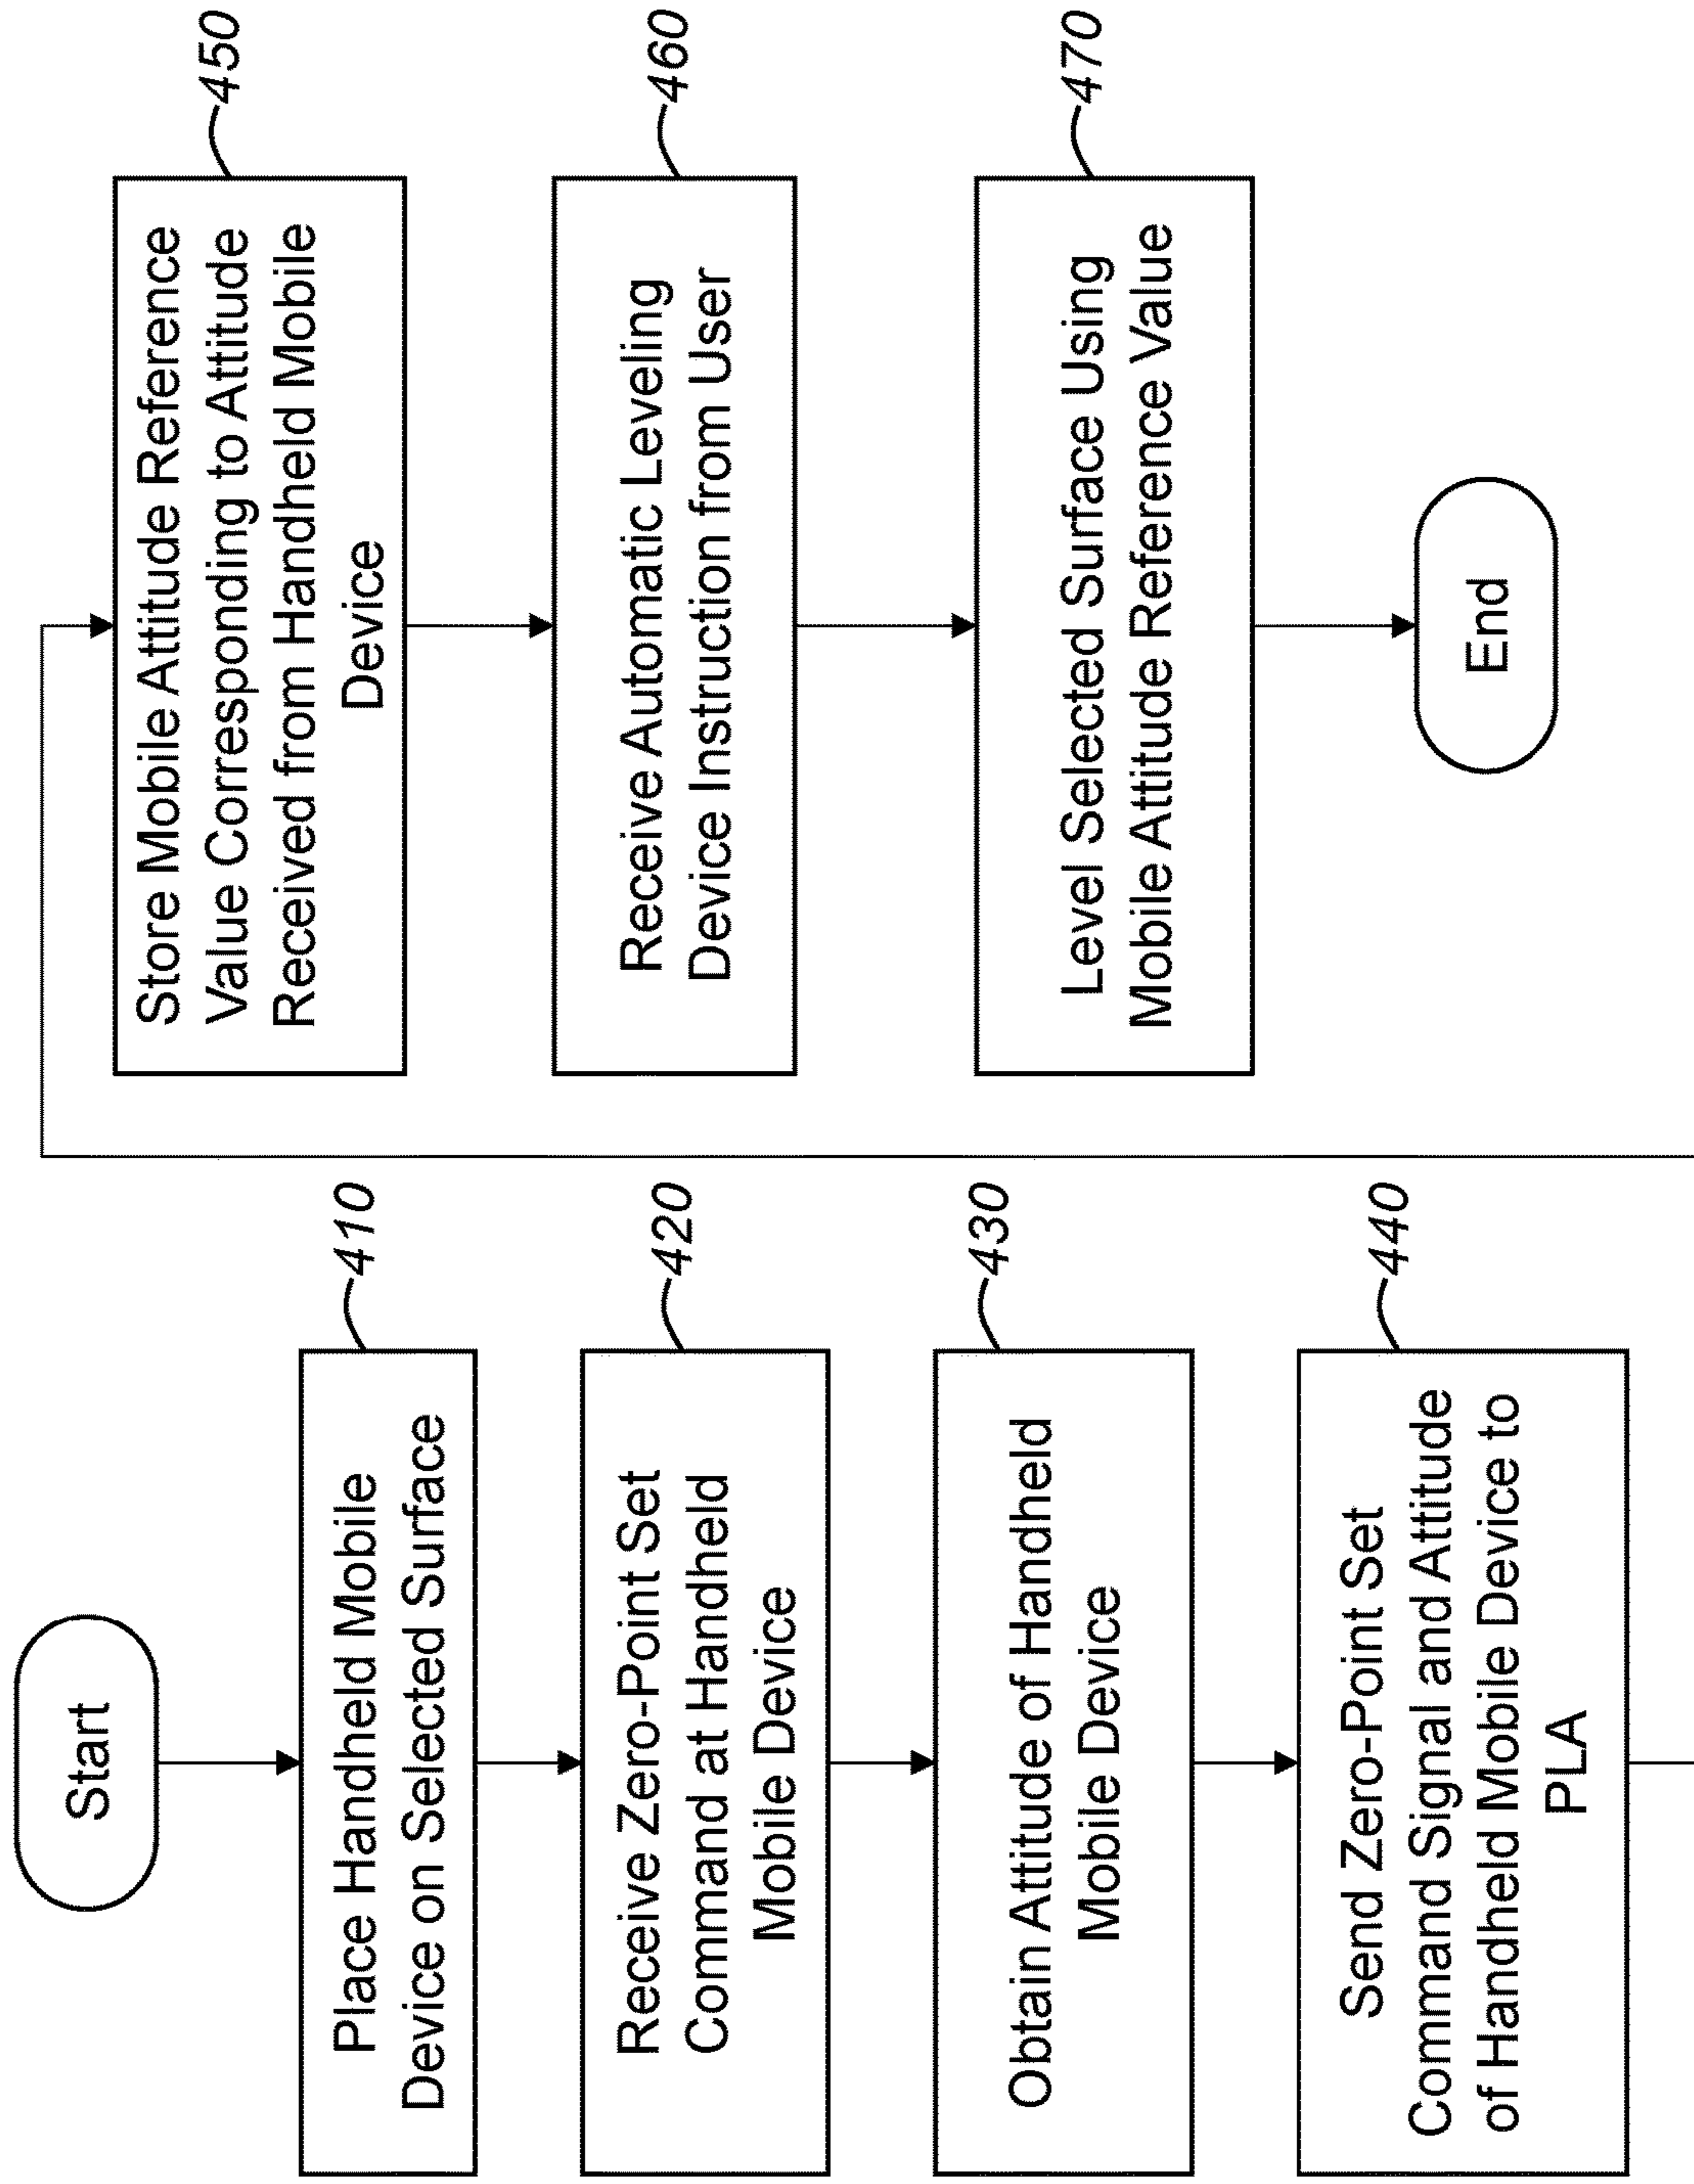 Start
Place Handheld Mobile
Device on Selected Surface
410
Receive Zero-Point Set
Command at Handheld
Mobile Device
420
Obtain Attitude of Handheld
Mobile Device
430
Send Zero-Point Set
Command Signal and Attitude
of Handheld Mobile Device to
PLA
440
Store Mobile Attitude Reference
Value Corresponding to Attitude
Received from Handheld Mobile
Device
450
Receive Automatic Leveling
Device Instruction from User
460
Level Selected Surface Using
Mobile Attitude Reference Value
470
End